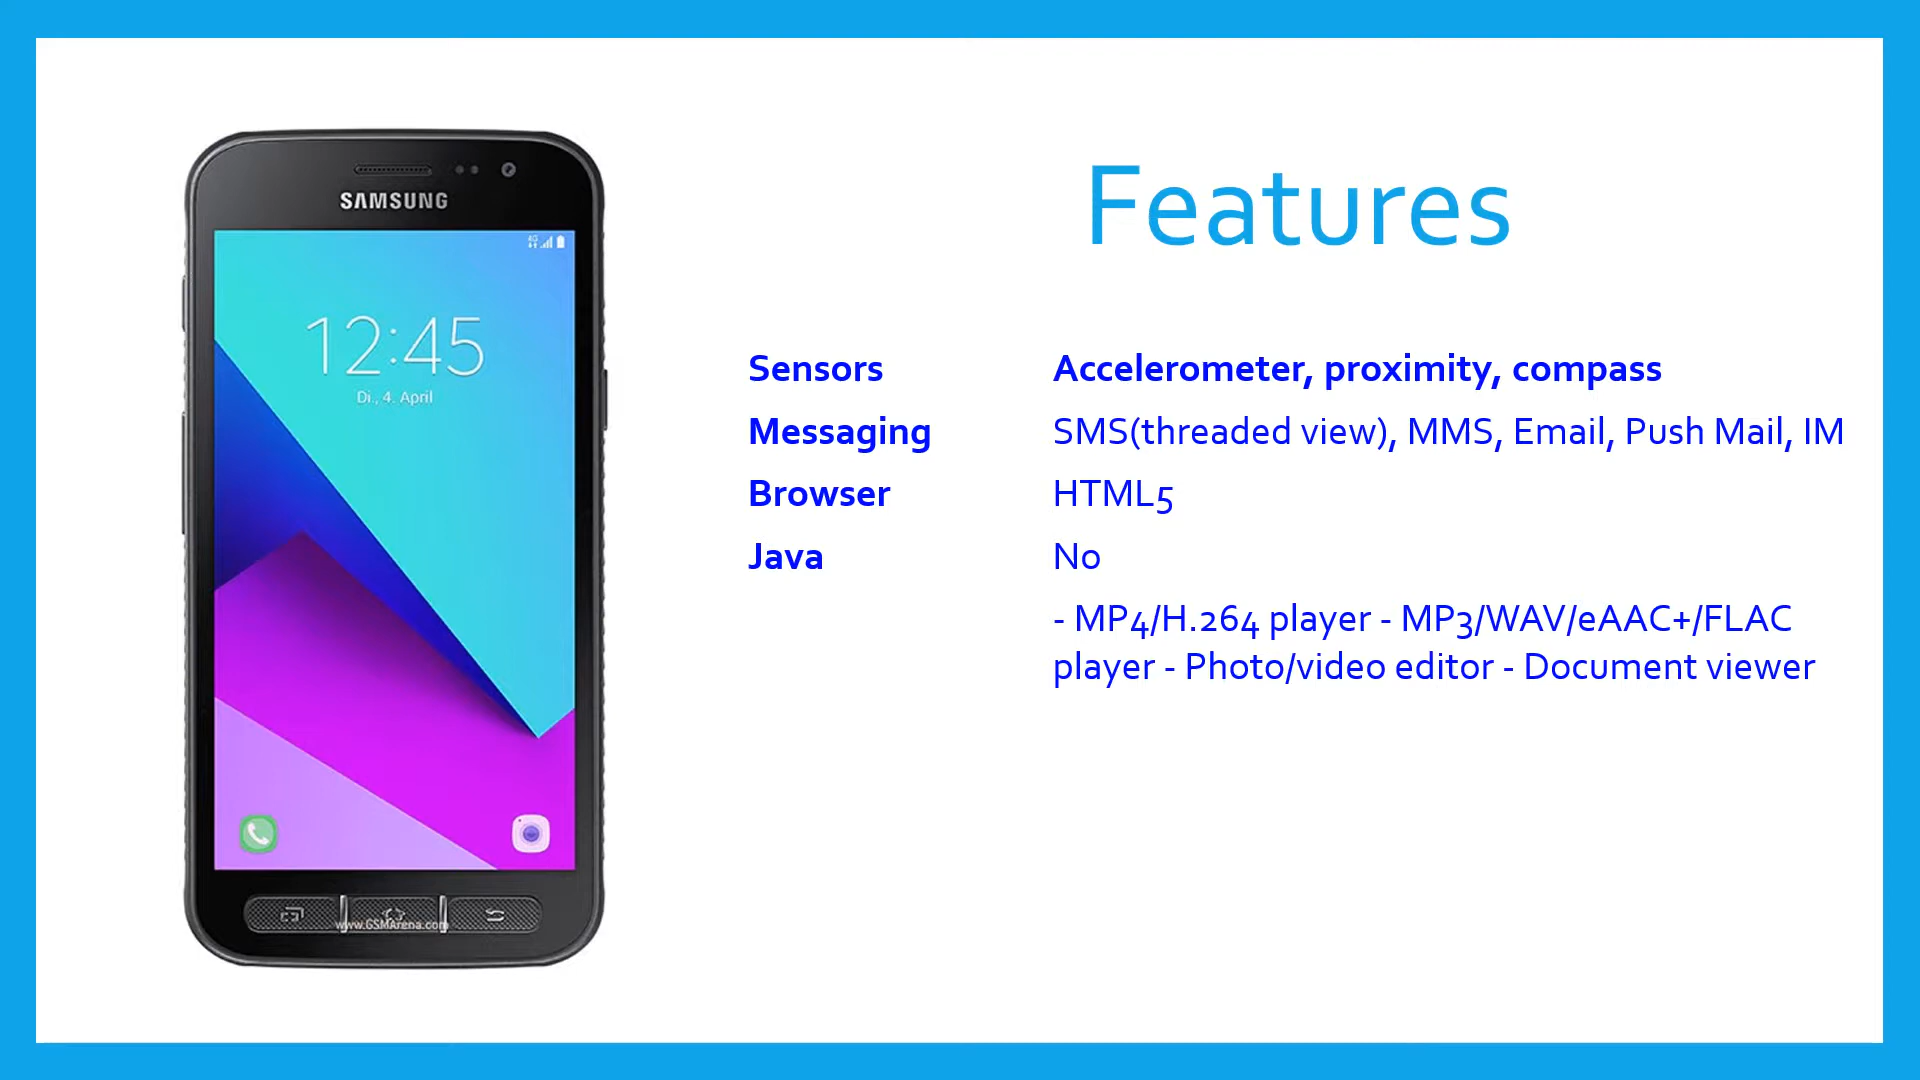 SAMSUNG
4G
12:45
Di., 4. April
www.GSMArena.com
Features
Sensors Accelerometer, proximity, compass
Messaging SMS(threaded view), MMS, Email, Push Mail, IM
Browser HTML5
Java No
- MP4/H.264 player - MP3/WAV/eAAC+/FLAC
player - Photo/video editor - Document viewer